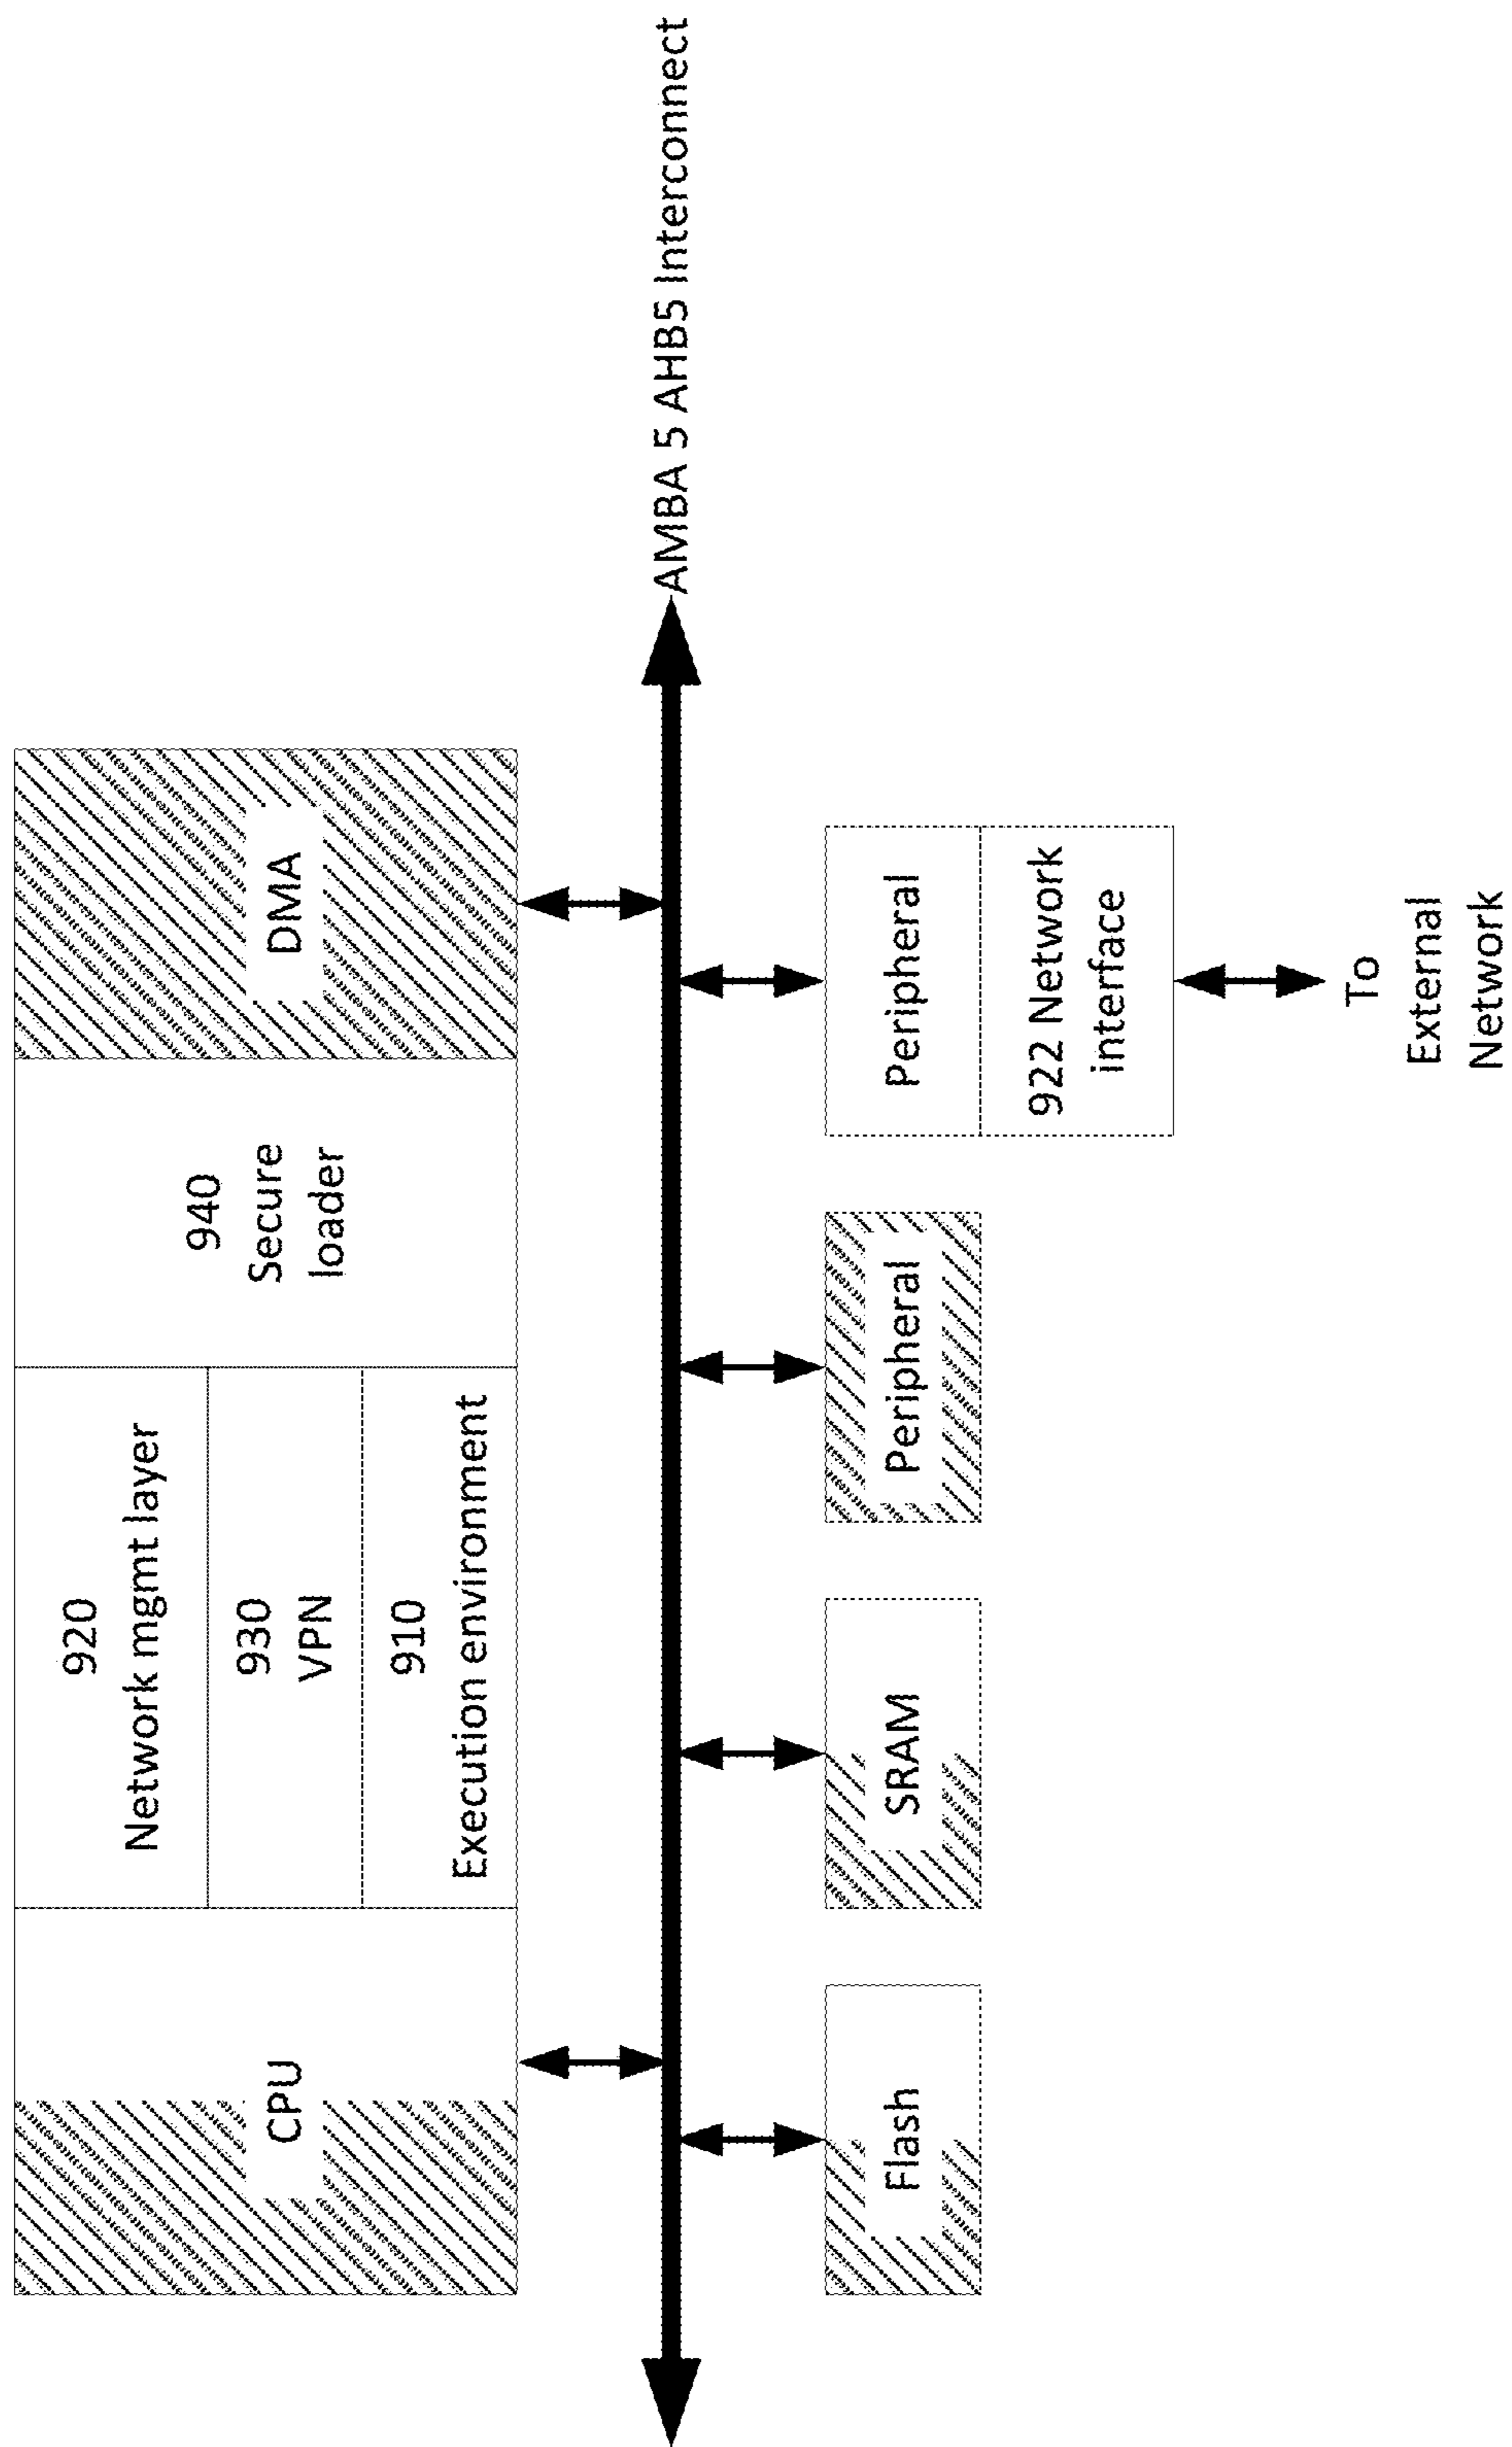 CPU
920
Network mgmt layer
930
VPN
910
Execution environment
940
Secure
loader
DMA
AMBA 5 AHB5 Interconnect
Flash
SRAM
Peripheral
Peripheral
922 Network
interface
To
External
Network